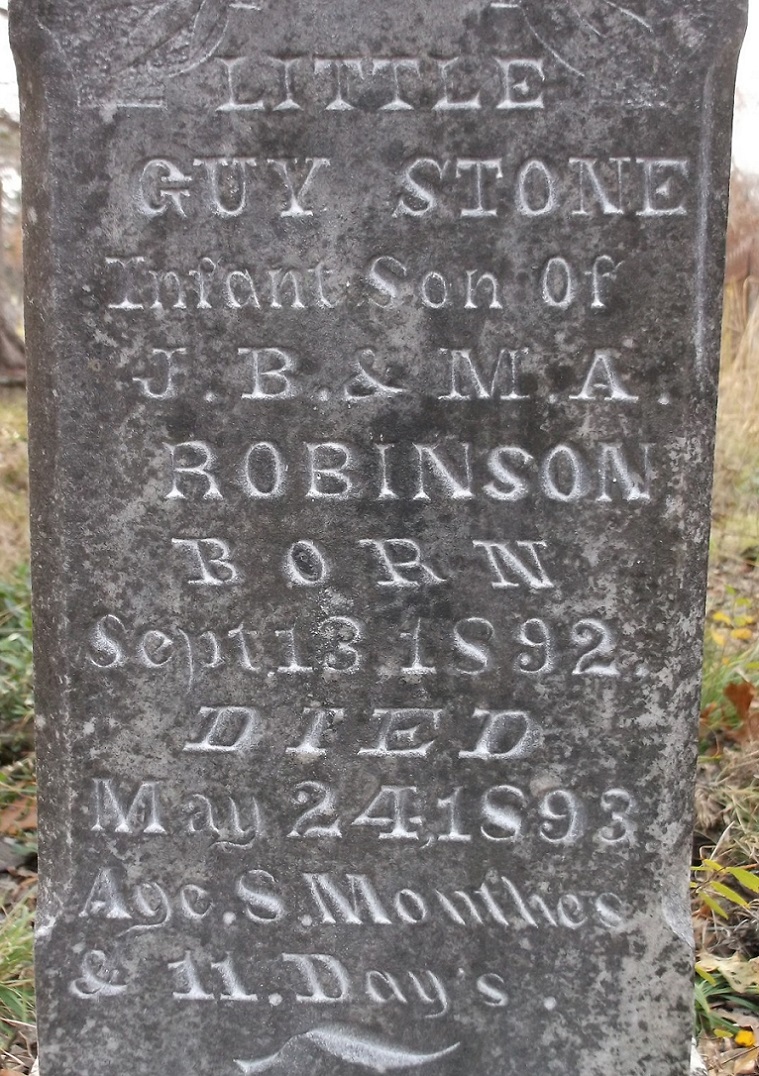 LITTLE
GUY STONE
Infant Son Of
J. B. & M. A.
ROBINSON
BORN
Sept. 13. 1892.
DIED
May 24, 1893.
Age. 8. Monthes
& 11. Day's.